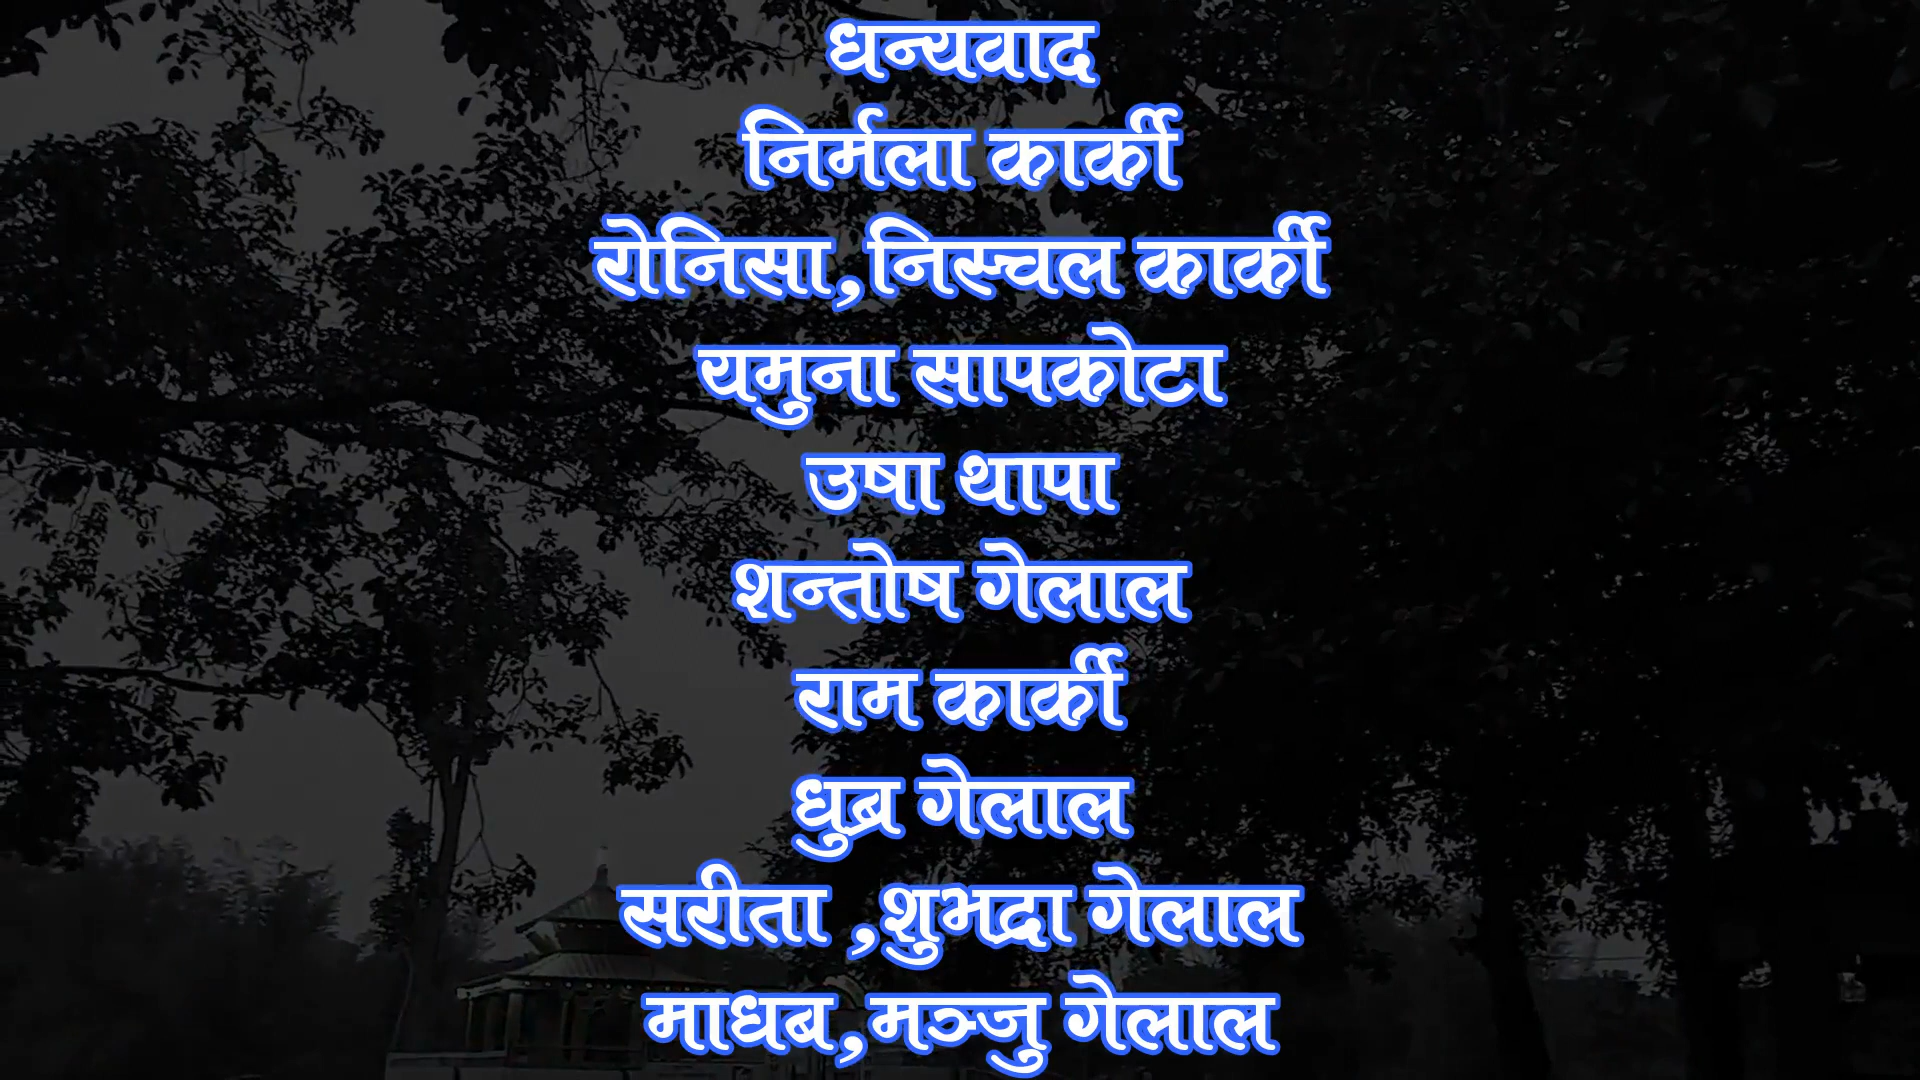 धन्यवाद
निर्मला कार्की
रोनिसा,निस्चल कार्की
यमुना सापकोटा
उषा थापा
शन्तोष गेलाल
राम कार्की
धुब्र गेलाल
सरीता ,शुभद्रा गेलाल
माधब,मञ्जु गेलाल